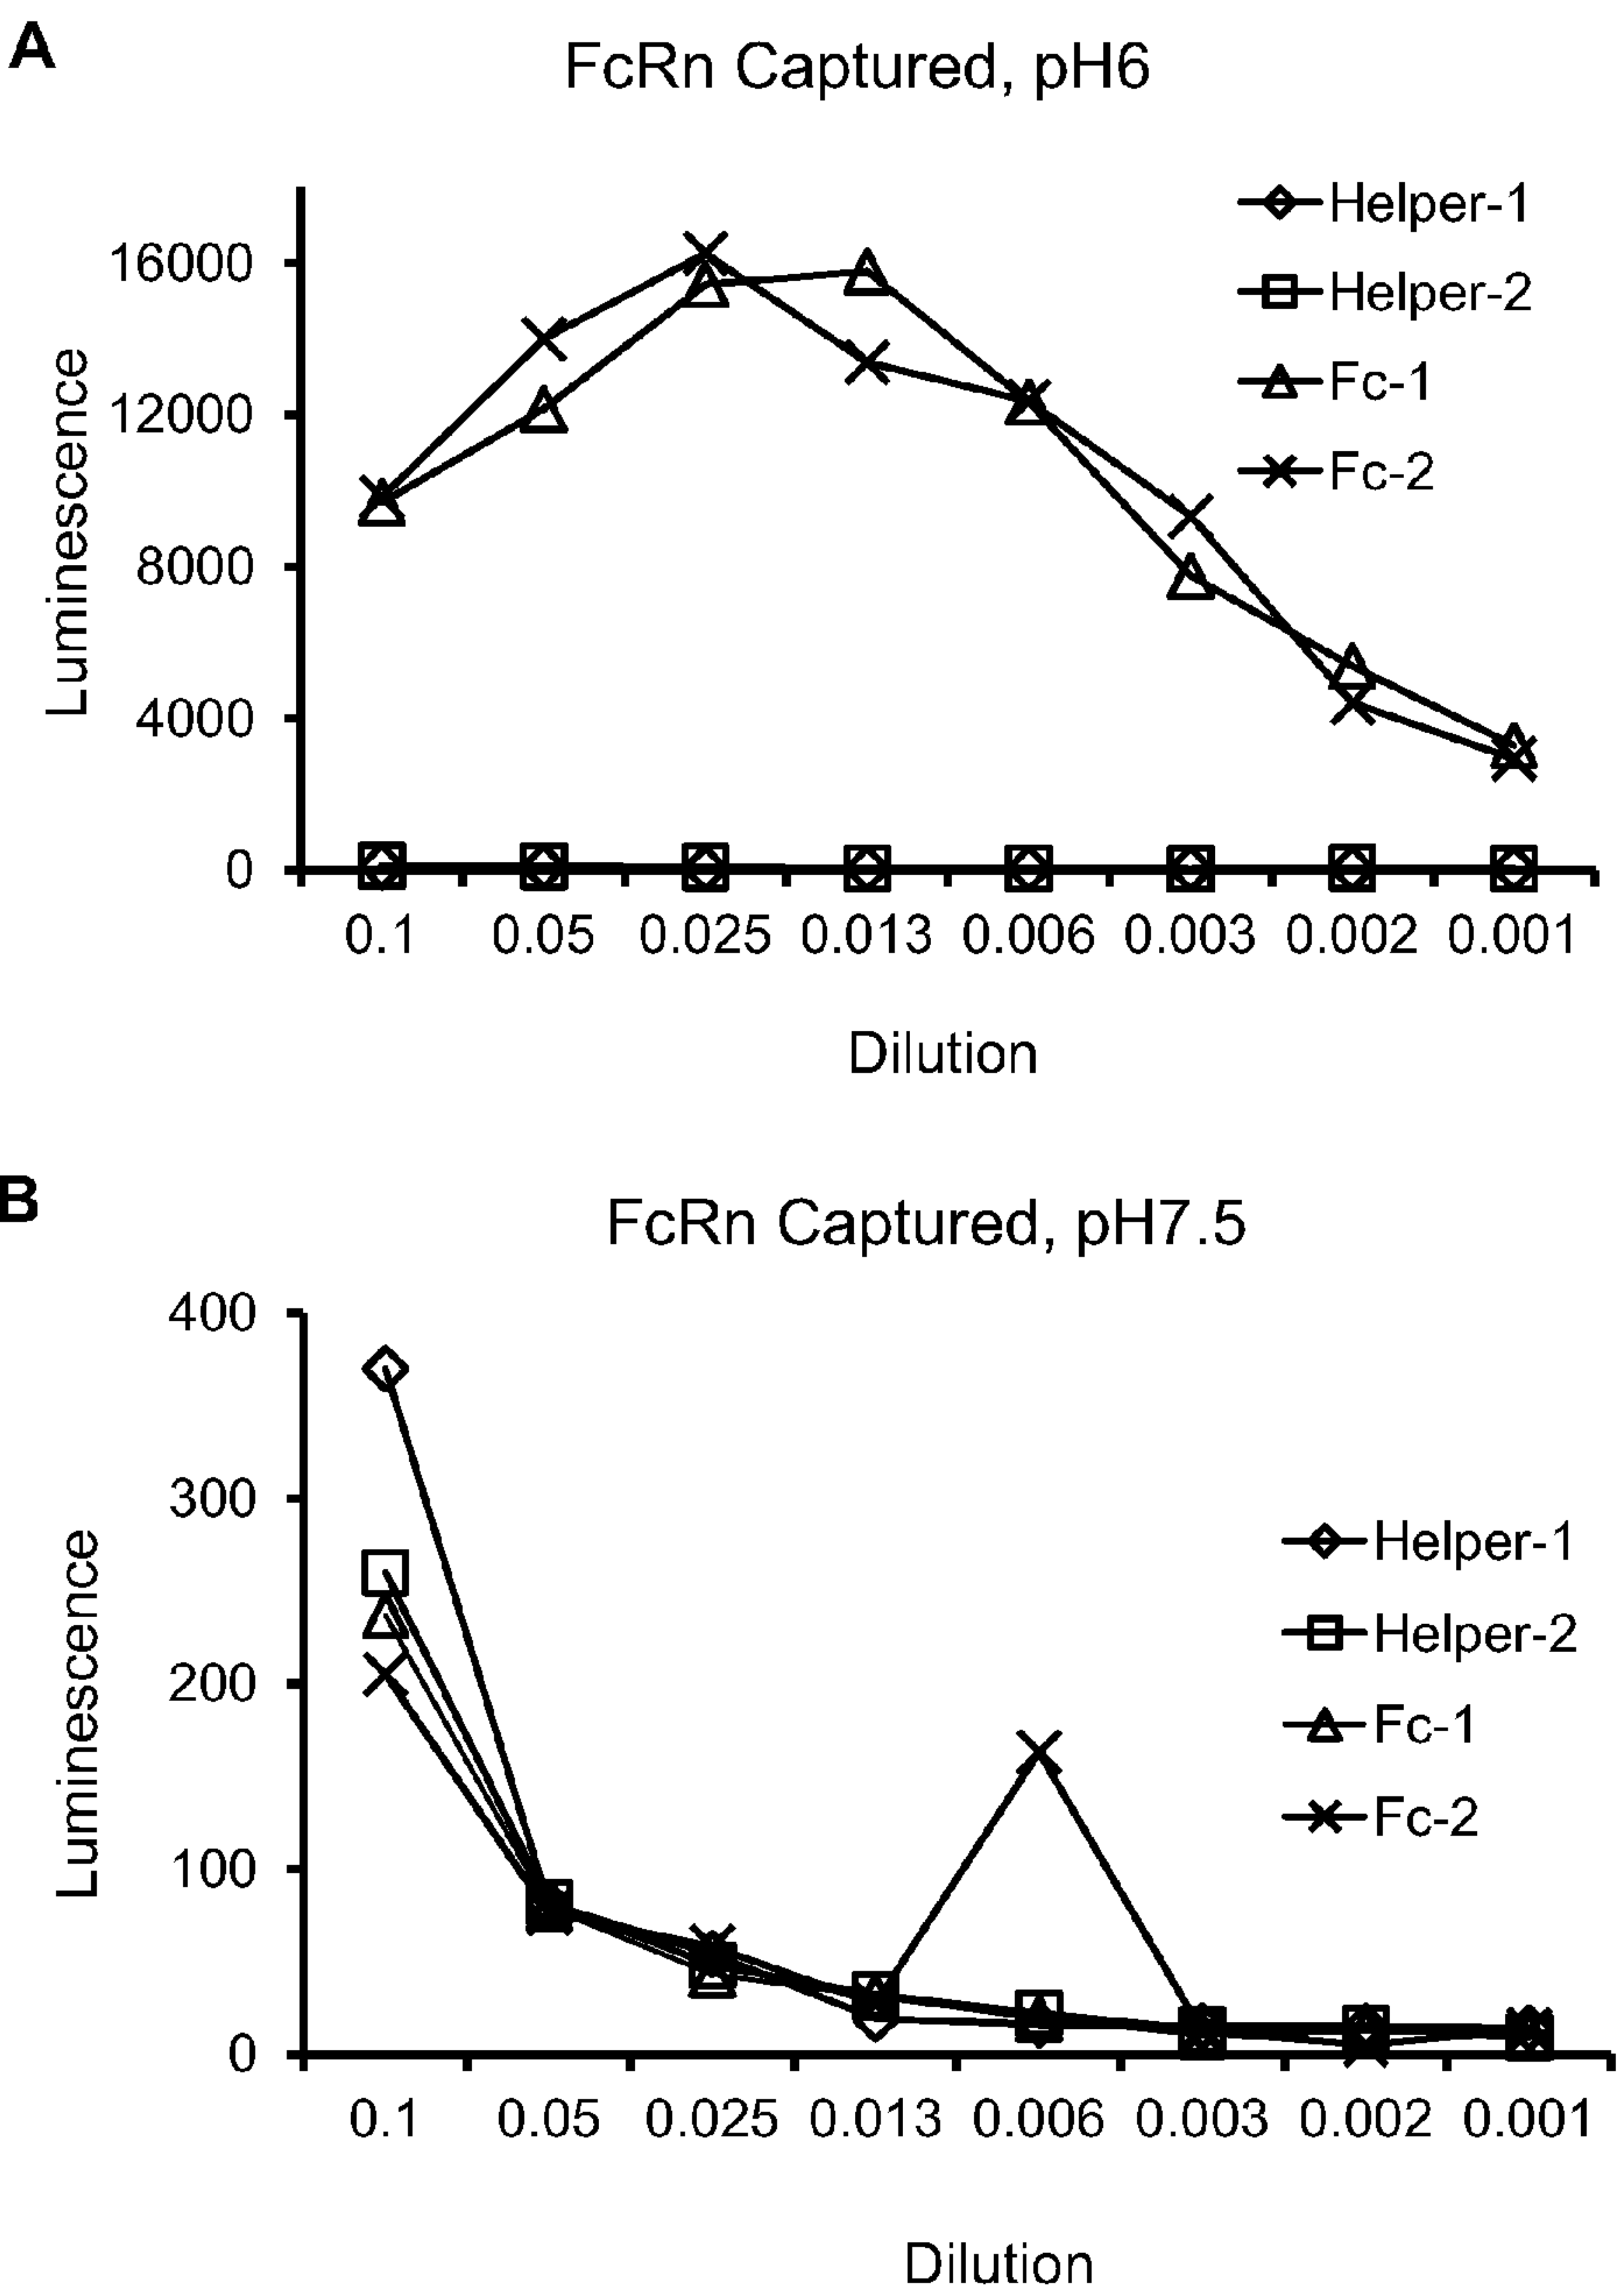 A
FcRn Captured, pH6
Luminescence
16000
12000
8000
4000
0
Helper-1
Helper-2
Fc-1
Fc-2
0.1 0.05 0.025 0.013 0.006 0.003 0.002 0.001
Dilution
B
FcRn Captured, pH7.5
Luminescence
400
300
200
100
0
Helper-1
Helper-2
Fc-1
Fc-2
0.1 0.05 0.025 0.013 0.006 0.003 0.002 0.001
Dilution